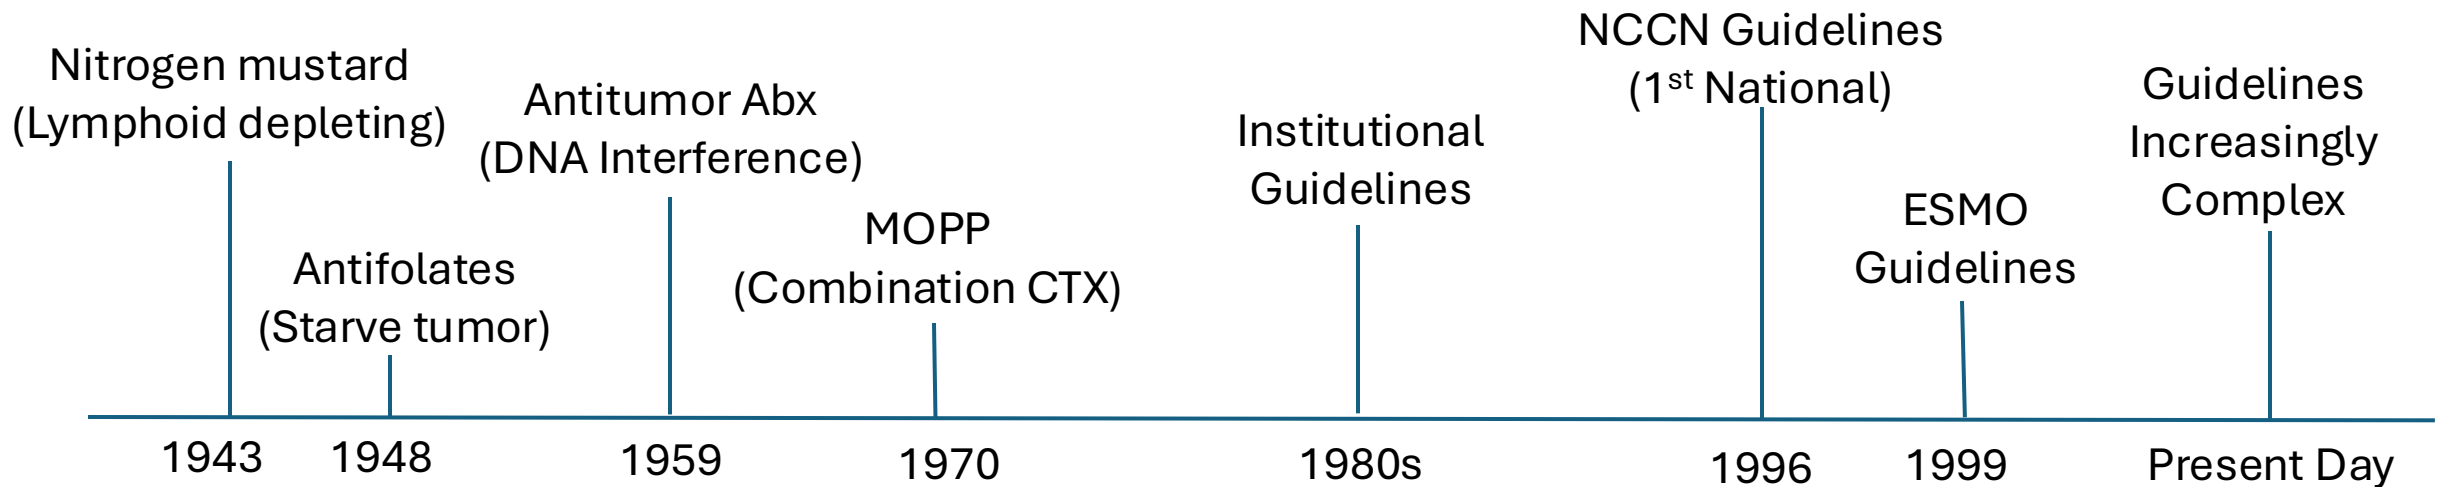 Nitrogen mustard
(Lymphoid depleting)
Antifolates
(Starve tumor)
Antitumor Abx
(DNA Interference)
MOPP
(Combination CTX)
Institutional
Guidelines
NCCN Guidelines
(1st National)
ESMO
Guidelines
Guidelines
Increasingly
Complex
1943
1948
1959
1970
1980s
1996
1999
Present Day